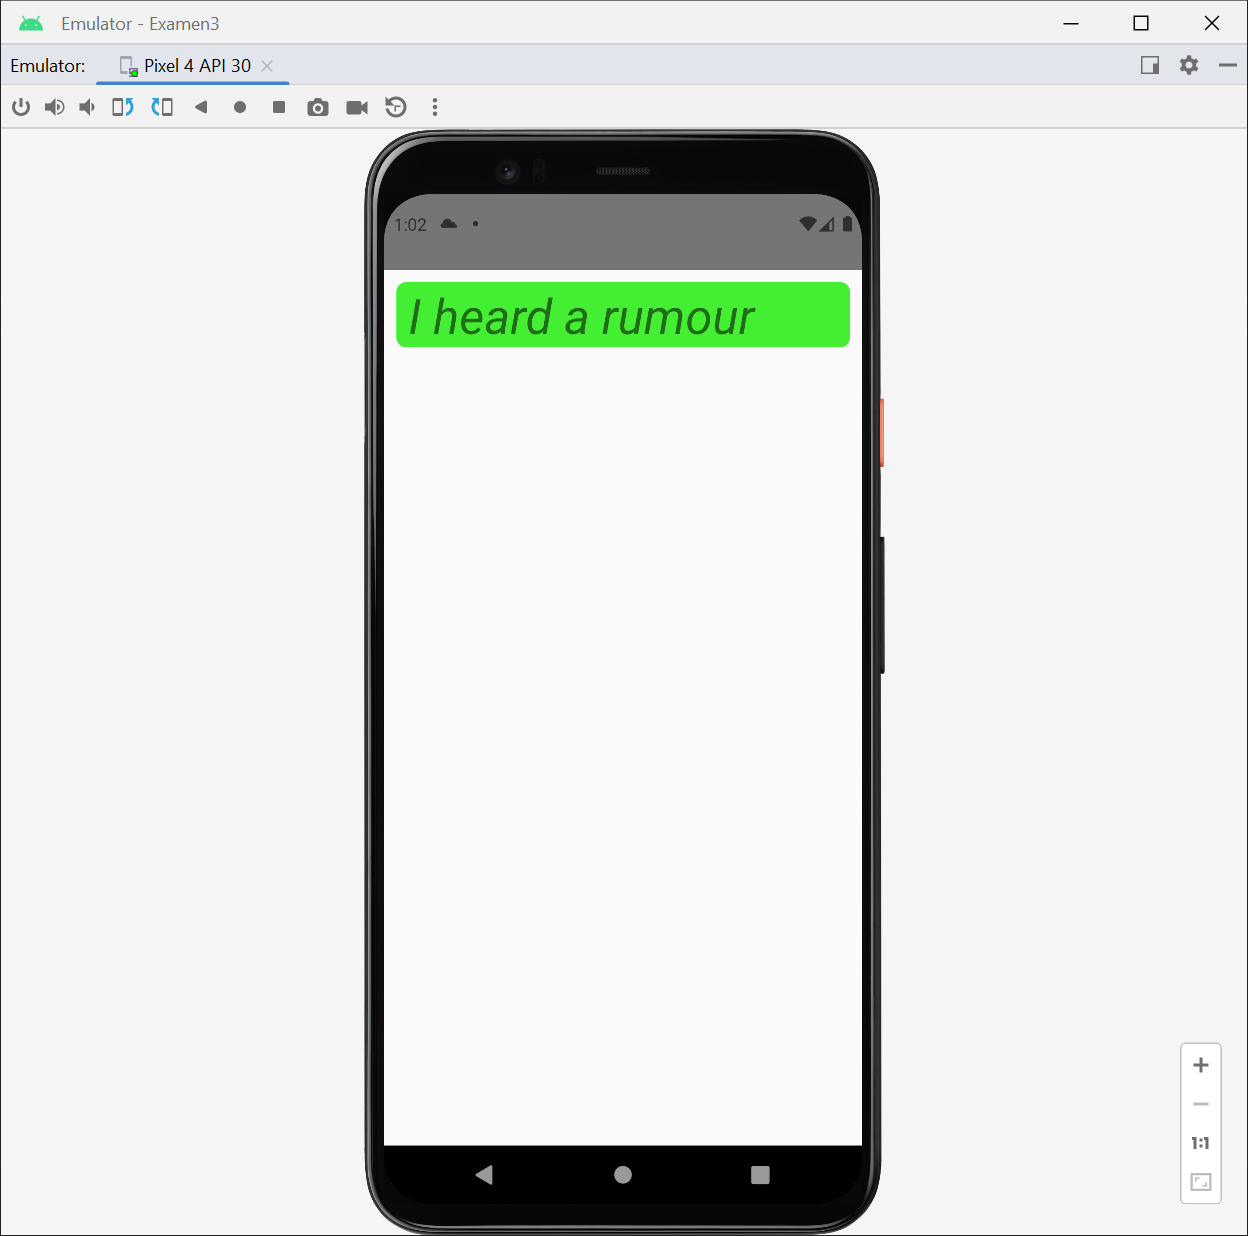 Emulator - Examen3
Emulator: Pixel 4 API 30
1:02
I heard a rumour
1:1